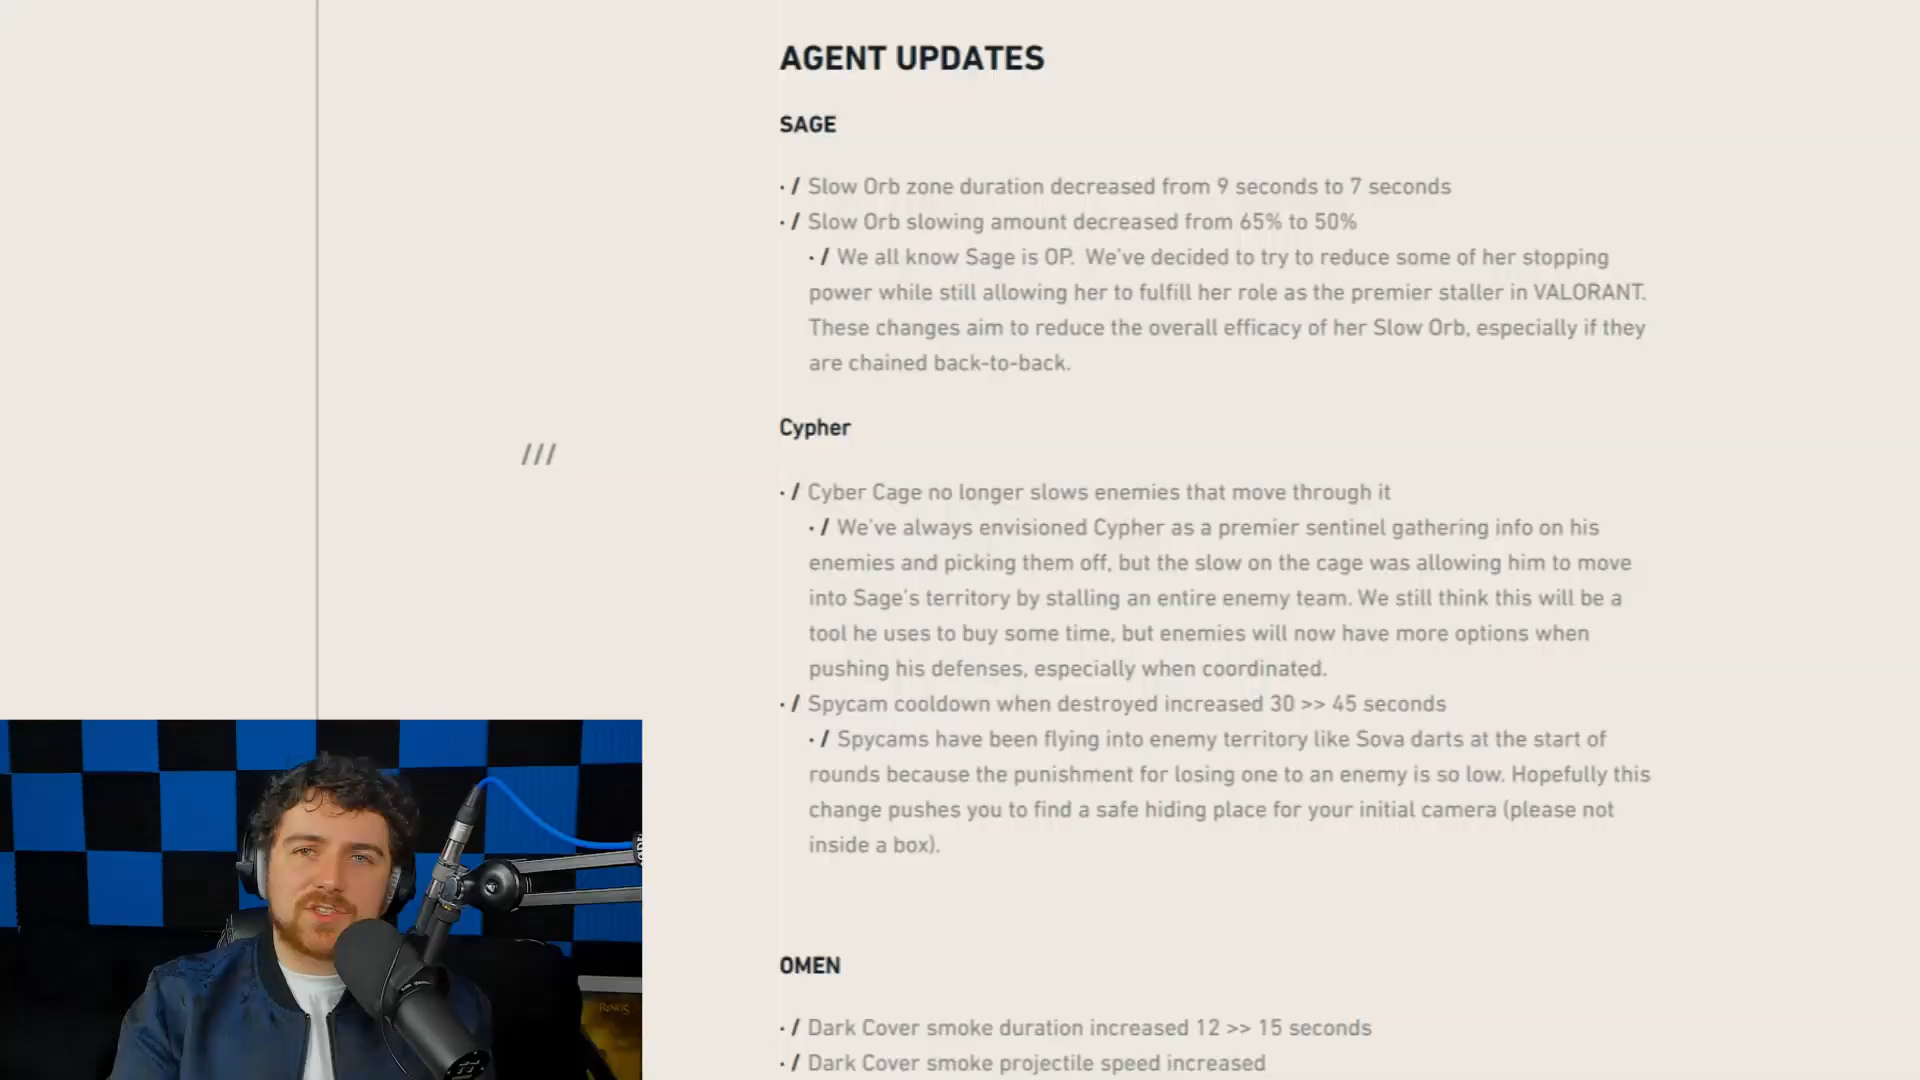 AGENT UPDATES
SAGE
· / Slow Orb zone duration decreased from 9 seconds to 7 seconds
· / Slow Orb slowing amount decreased from 65% to 50%
· / We all know Sage is OP.  We've decided to try to reduce some of her stopping
power while still allowing her to fulfill her role as the premier staller in VALORANT.
These changes aim to reduce the overall efficacy of her Slow Orb, especially if they
are chained back-to-back.
Cypher
///
· / Cyber Cage no longer slows enemies that move through it
· / We've always envisioned Cypher as a premier sentinel gathering info on his
enemies and picking them off, but the slow on the cage was allowing him to move
into Sage's territory by stalling an entire enemy team. We still think this will be a
tool he uses to buy some time, but enemies will now have more options when
pushing his defenses, especially when coordinated.
· / Spycam cooldown when destroyed increased 30 >> 45 seconds
· / Spycams have been flying into enemy territory like Sova darts at the start of
rounds because the punishment for losing one to an enemy is so low. Hopefully this
change pushes you to find a safe hiding place for your initial camera (please not
inside a box).
OMEN
· / Dark Cover smoke duration increased 12 >> 15 seconds
· / Dark Cover smoke projectile speed increased
RINGS